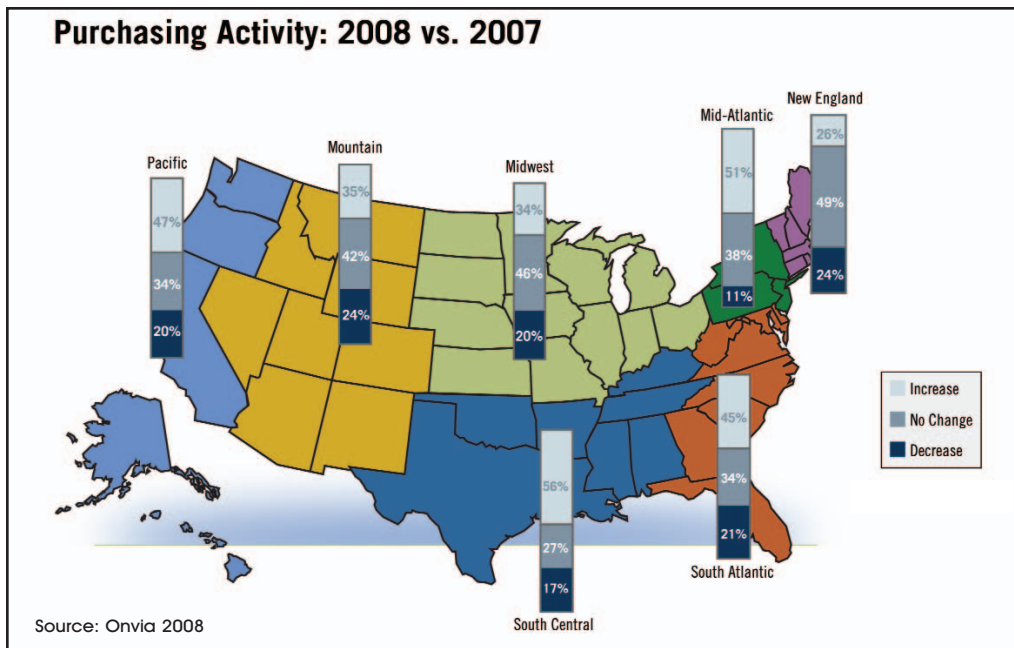 Purchasing Activity: 2008 vs. 2007
New England
Mid-Atlantic
26%
Mountain
Pacific
Midwest
51%
35%
34%
49%
47%
42%
38%
46%
24%
34%
11%
24%
20%
20%
Increase
45%
No Change
Decrease
56%
34%
21%
27%
South Atlantic
17%
South Central
Source: Onvia 2008